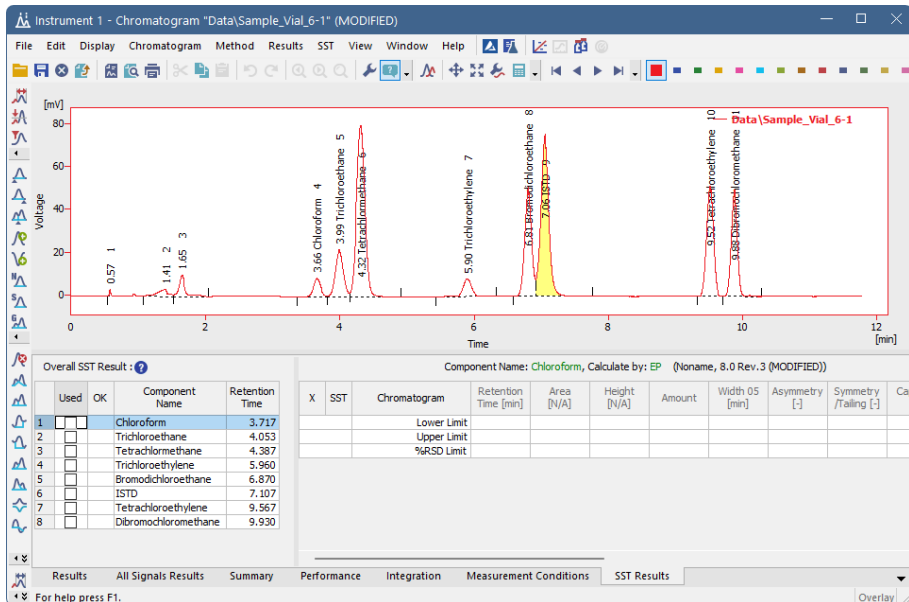 Instrument 1 - Chromatogram "Data\Sample_Vial_6-1" (MODIFIED)
File Edit Display Chromatogram Method Results SST View Window Help
[mV]
80
60
40
20
0
Voltage
0.57 1
1.41 2
1.65 3
3.66 Chloroform 4
3.99 Trichloroethane 5
4.32 Tetrachlormethane 6
5.90 Trichloroethylene 7
6.81 Bromodichloroethane 8
7.06 ISTD 9
9.52 Tetrachloroethylene 10
9.88 Dibromochloromethane 11
Data\Sample_Vial_6-1
0 2 4 6 8 10 12
Time [min]
Overall SST Result : ?
Component Name: Chloroform, Calculate by: EP (Noname, 8.0 Rev.3 (MODIFIED))
Used OK Component Name Retention Time
1 Chloroform 3.717
2 Trichloroethane 4.053
3 Tetrachlormethane 4.387
4 Trichloroethylene 5.960
5 Bromodichloroethane 6.870
6 ISTD 7.107
7 Tetrachloroethylene 9.567
8 Dibromochloromethane 9.930
X SST Chromatogram Retention Time [min] Area [N/A] Height [N/A] Amount Width 05 [min] Asymmetry [-] Symmetry /Tailing [-] Ca
Lower Limit
Upper Limit
%RSD Limit
Results All Signals Results Summary Performance Integration Measurement Conditions SST Results
For help press F1. Overlay